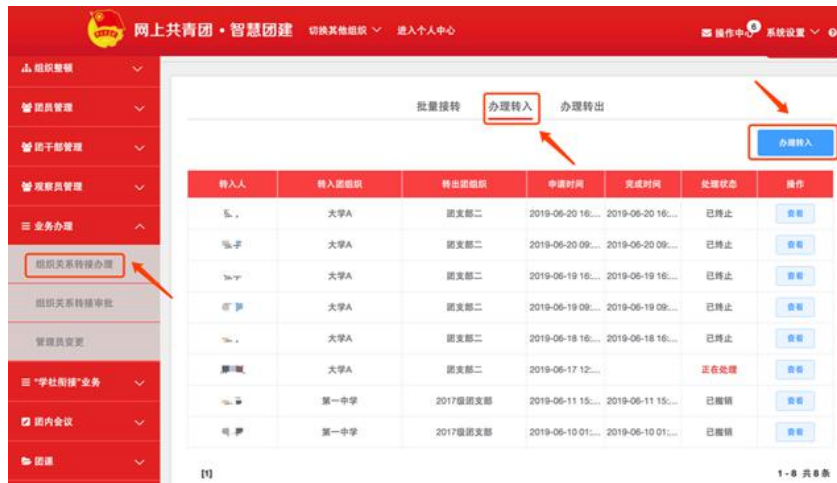 网上共青团·智慧团建 切换其他组织 进入个人中心 操作中心 6 系统设置
组织整顿
团员管理
团干部管理
观察员管理
业务办理
组织关系转接办理
组织关系转接审批
管理员变更
"学社衔接"业务
团内会议
团课
批量接转 办理转入 办理转出
办理转入
转入人 转入团组织 转出团组织 申请时间 完成时间 处理状态 操作
大学A 团支部二 2019-06-20 16:... 2019-06-20 16:... 已终止 查看
大学A 团支部二 2019-06-20 09:... 2019-06-20 09:... 已终止 查看
大学A 团支部二 2019-06-19 16:... 2019-06-19 16:... 已终止 查看
大学A 团支部二 2019-06-19 09:... 2019-06-19 09:... 已终止 查看
大学A 团支部二 2019-06-18 16:... 2019-06-18 16:... 已终止 查看
大学A 团支部二 2019-06-17 12:... 正在处理 查看
第一中学 2017级团支部 2019-06-11 15:... 2019-06-11 15:... 已撤销 查看
第一中学 2017级团支部 2019-06-10 01:... 2019-06-10 01:... 已撤销 查看
[1] 1-8 共8条